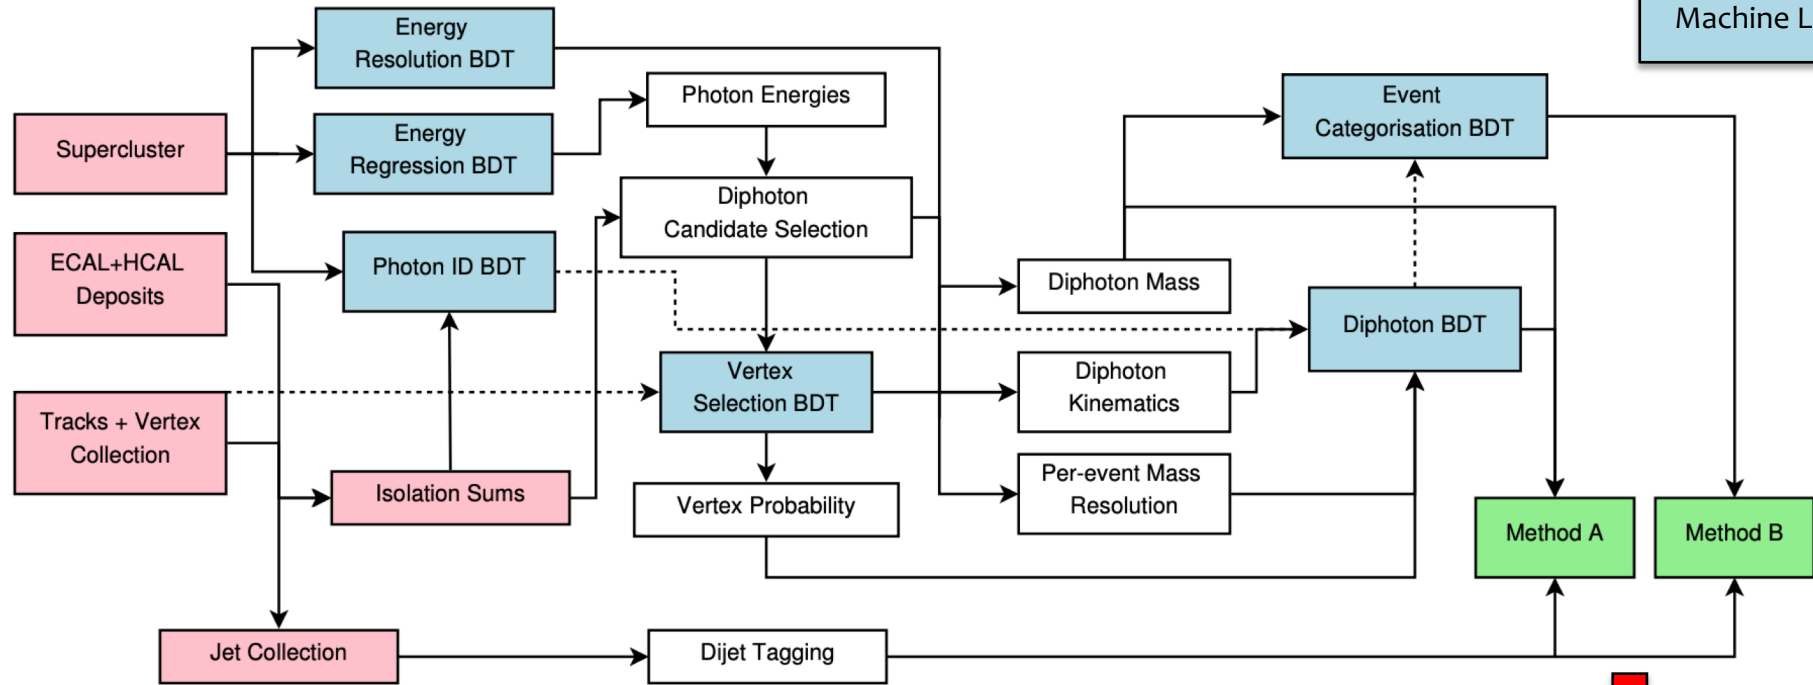 Machine L
Energy
Resolution BDT
Photon Energies
Event
Categorisation BDT
Supercluster
Energy
Regression BDT
Diphoton
Candidate Selection
ECAL+HCAL
Deposits
Photon ID BDT
Diphoton Mass
Diphoton BDT
Tracks + Vertex
Collection
Vertex
Selection BDT
Diphoton
Kinematics
Isolation Sums
Vertex Probability
Per-event Mass
Resolution
Method A
Method B
Jet Collection
Dijet Tagging